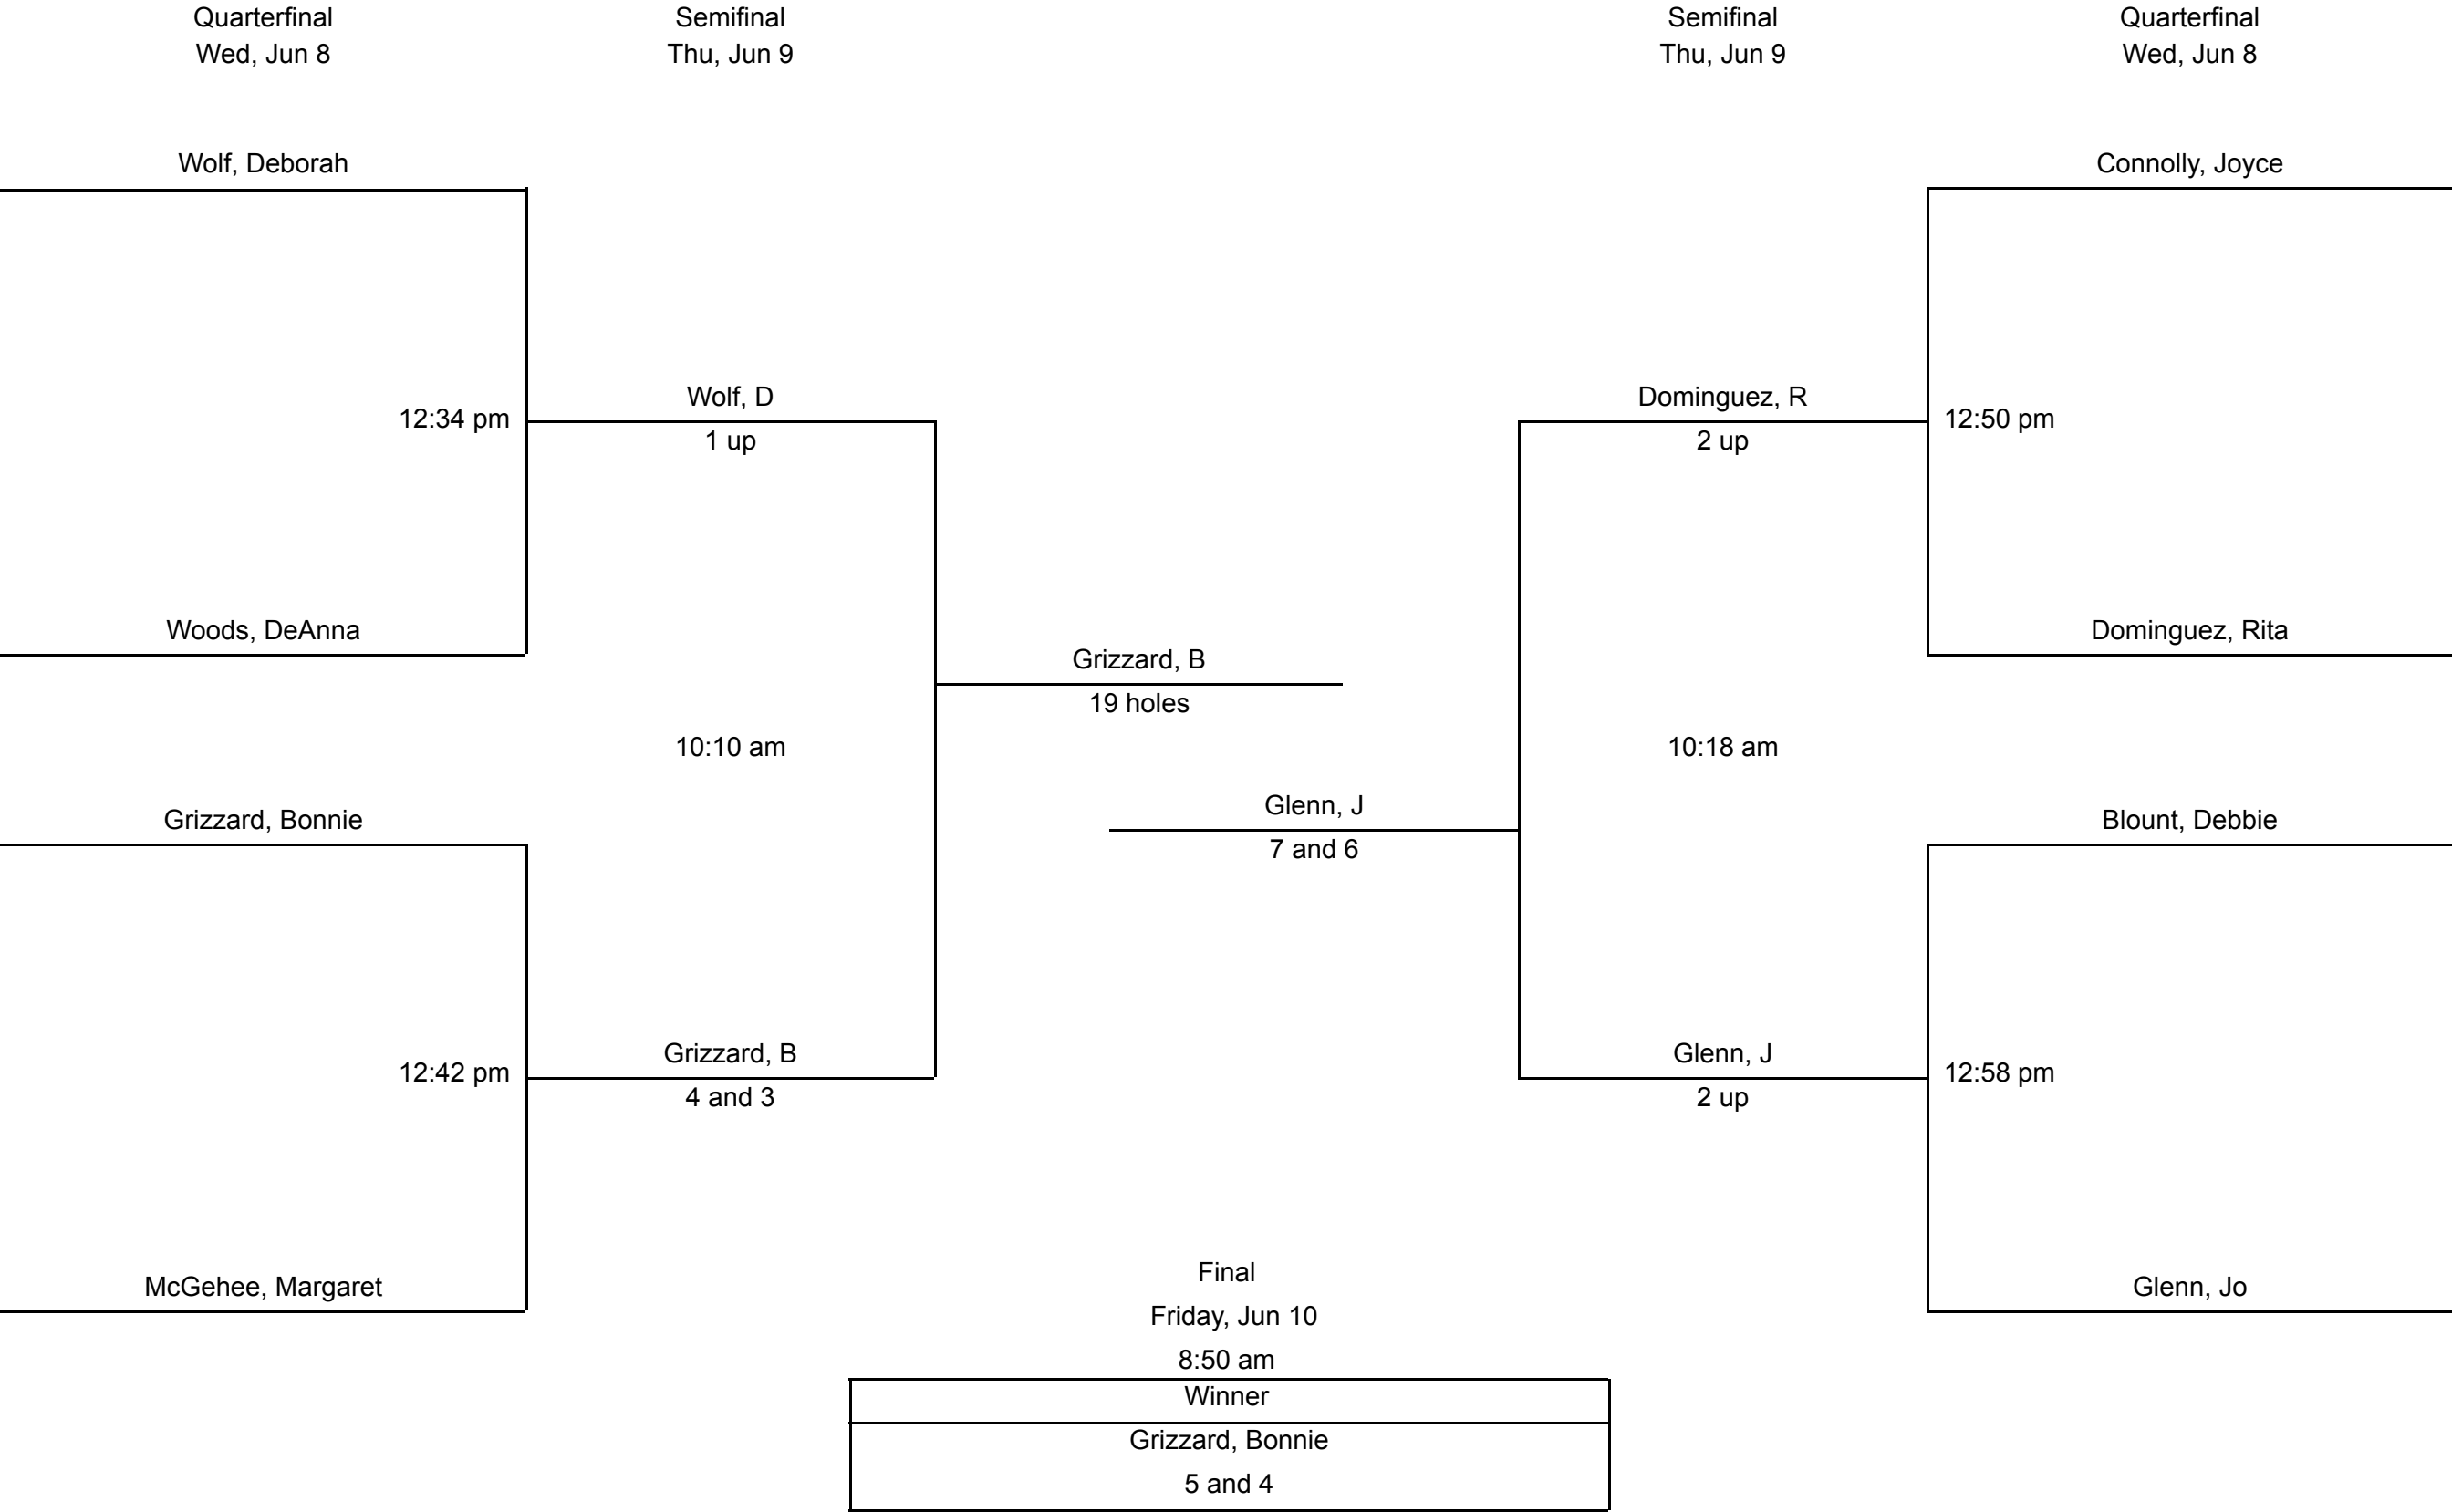 Quarterfinal
Wed, Jun 8
Semifinal
Thu, Jun 9
Semifinal
Thu, Jun 9
Quarterfinal
Wed, Jun 8
Wolf, Deborah
12:34 pm
Woods, DeAnna
Wolf, D
1 up
10:10 am
Grizzard, Bonnie
12:42 pm
McGehee, Margaret
Grizzard, B
4 and 3
Grizzard, B
19 holes
Glenn, J
7 and 6
Dominguez, R
2 up
10:18 am
Glenn, J
2 up
Connolly, Joyce
12:50 pm
Dominguez, Rita
Blount, Debbie
12:58 pm
Glenn, Jo
Final
Friday, Jun 10
8:50 am
Winner
Grizzard, Bonnie
5 and 4